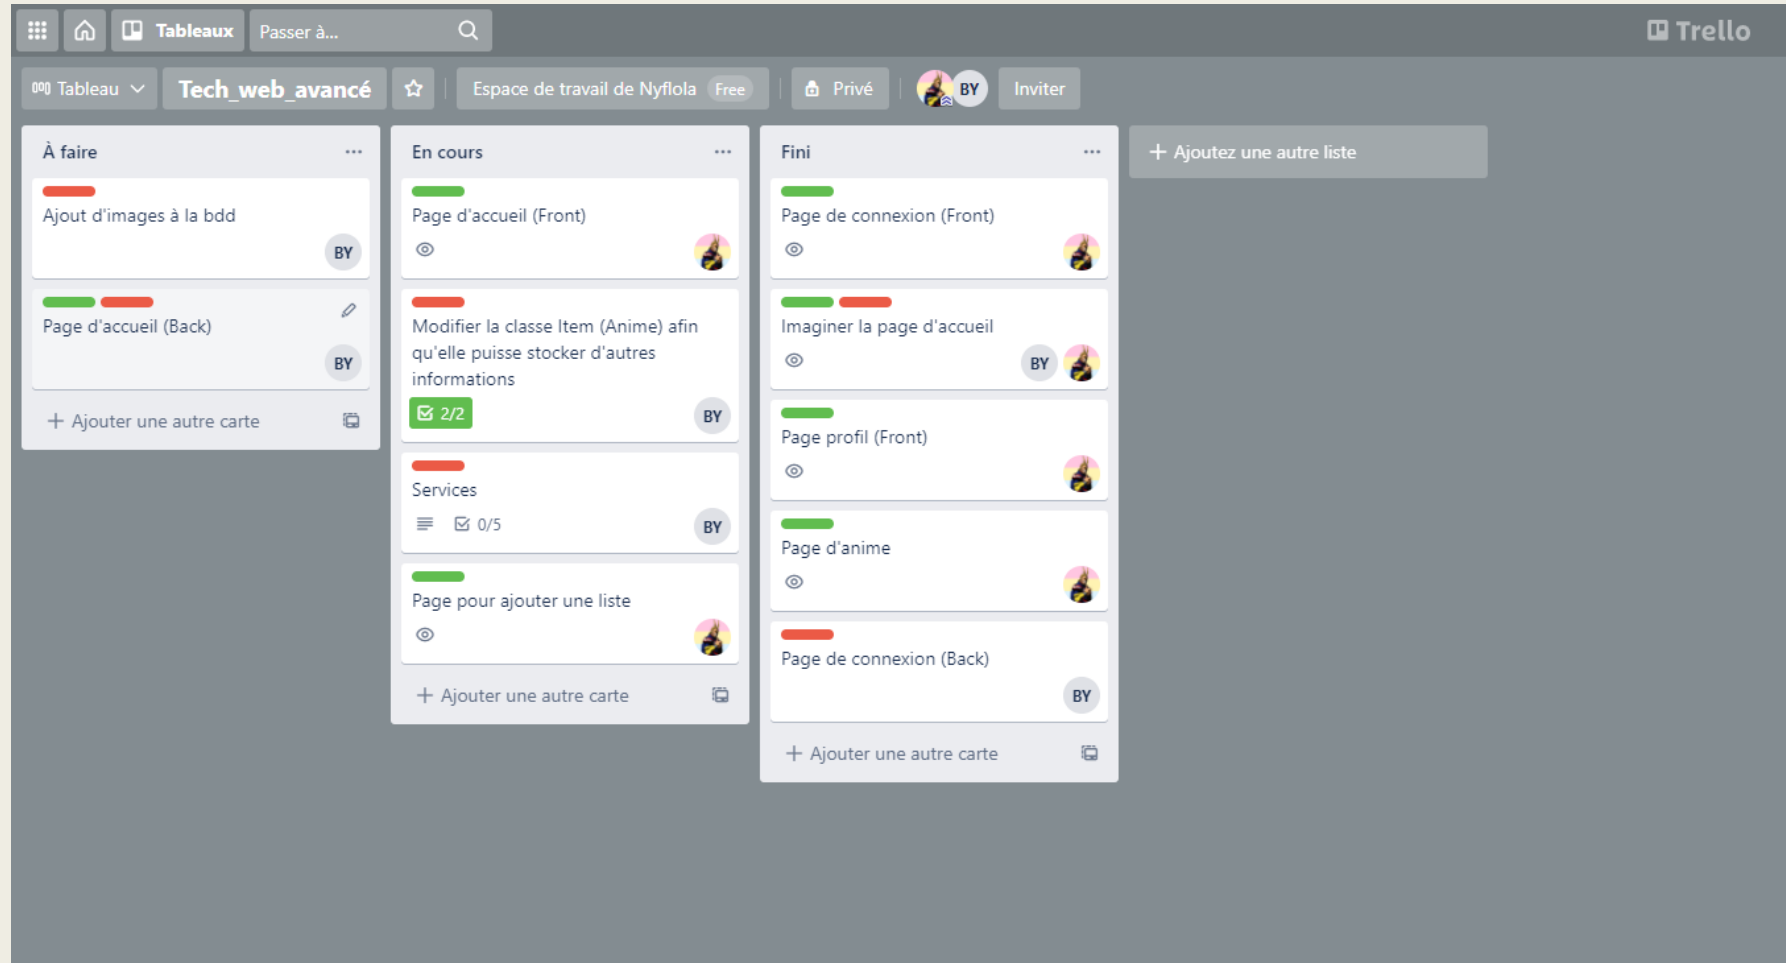 Tableaux
Passer à...
Trello
Tableau
Tech_web_avancé
Espace de travail de Nyflola Free
Privé
BY
Inviter
À faire
Ajout d'images à la bdd
BY
Page d'accueil (Back)
BY
+ Ajouter une autre carte
En cours
Page d'accueil (Front)
Modifier la classe Item (Anime) afin
qu'elle puisse stocker d'autres
informations
2/2
BY
Services
0/5
BY
Page pour ajouter une liste
+ Ajouter une autre carte
Fini
Page de connexion (Front)
Imaginer la page d'accueil
BY
Page profil (Front)
Page d'anime
Page de connexion (Back)
BY
+ Ajouter une autre carte
+ Ajoutez une autre liste